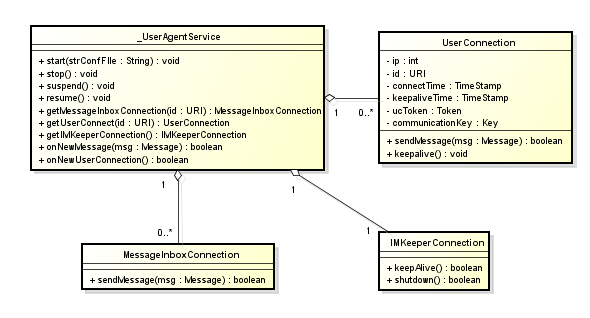 _UserAgentService
+ start(strConfFIle : String) : void
+ stop() : void
+ suspend() : void
+ resume() : void
+ getMessageInboxConnection(id : URI) : MessageInboxConnection
+ getUserConnect(id : URI) : UserConnection
+ getIMKeeperConnection() : IMKeeperConnection
+ onNewMessage(msg : Message) : boolean
+ onNewUserConnection() : boolean
UserConnection
- ip : int
- id : URI
- connectTime : TimeStamp
- keepaliveTime : TimeStamp
- ucToken : Token
- communicationKey : Key
+ sendMessage(msg : Message) : boolean
+ keepalive() : void
1
0..*
1
0..*
1
1
MessageInboxConnection
+ sendMessage(msg : Message) : boolean
IMKeeperConnection
+ keepAlive() : boolean
+ shutdown() : boolean